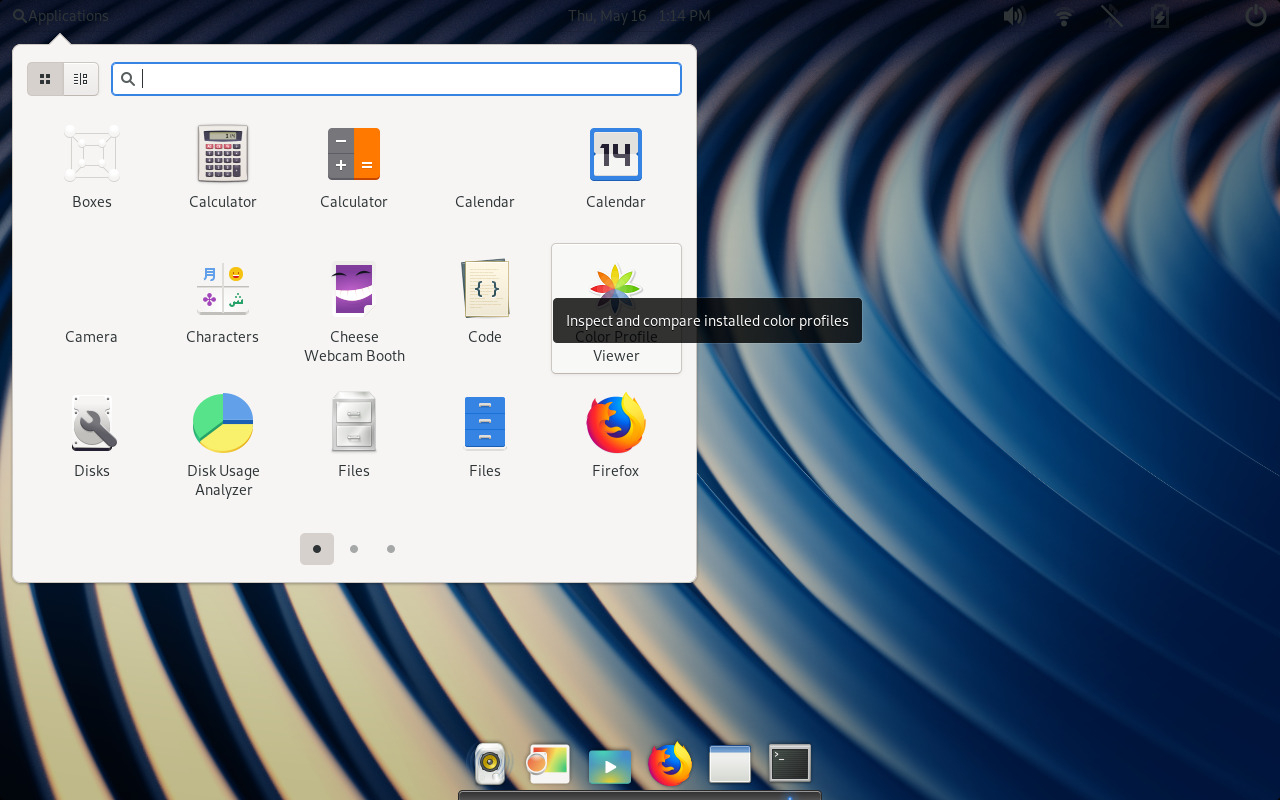 Applications
Thu, May 16 1:14 PM
14
Boxes
Calculator
Calculator
Calendar
Calendar
月
ش
{ }
Camera
Characters
Cheese
Webcam Booth
Code
Inspect and compare installed color profiles
Color Profile
Viewer
Disks
Disk Usage
Analyzer
Files
Files
Firefox
>_